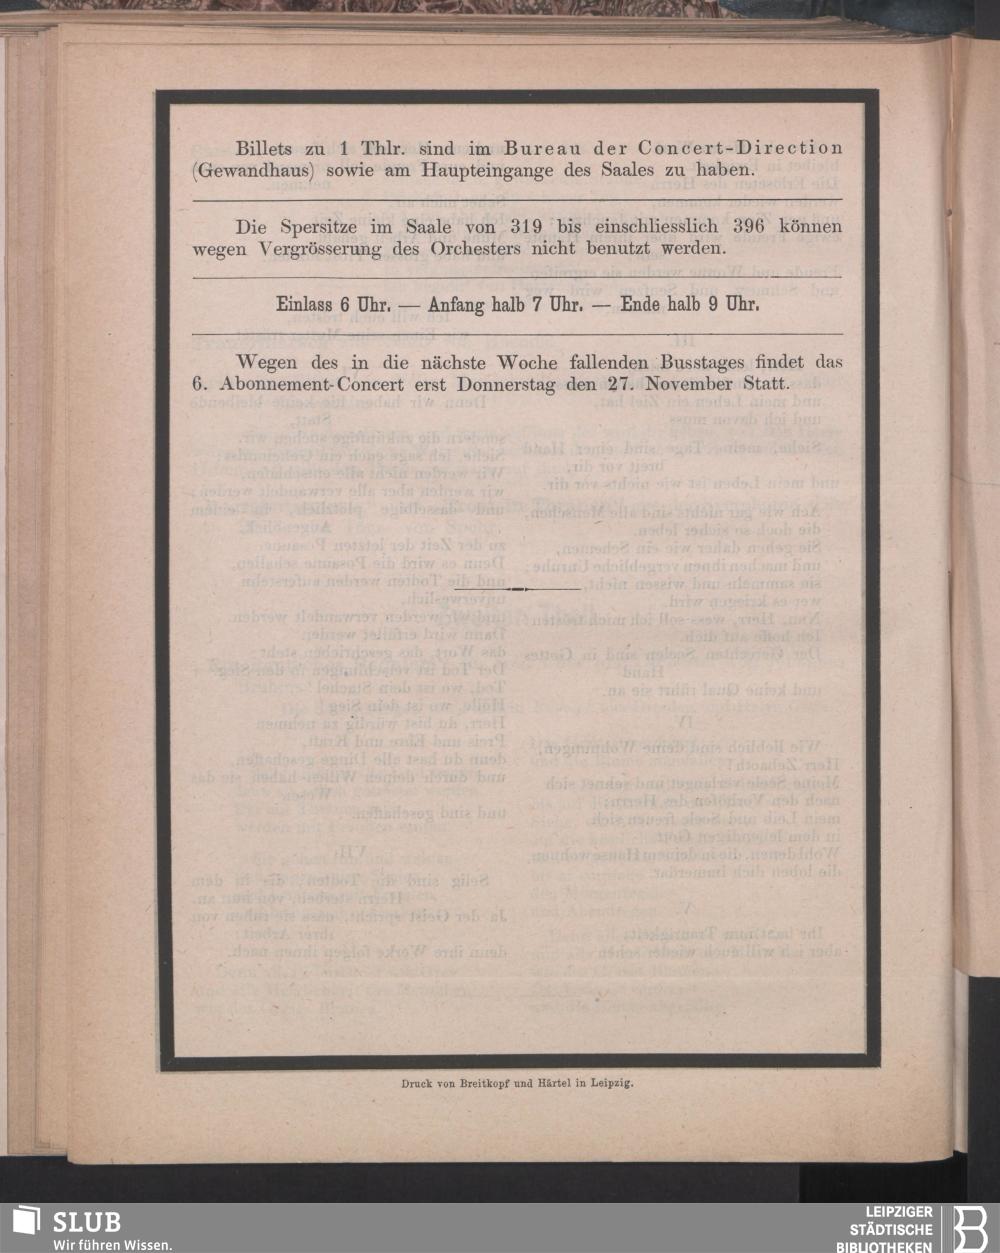 Billets zu 1 Thlr. sind im Bureau der Concert-Direction
(Gewandhaus) sowie am Haupteingange des Saales zu haben.
Die Spersitze im Saale von 319 bis einschliesslich 396 können
wegen Vergrösserung des Orchesters nicht benutzt werden.
Einlass 6 Uhr. — Anfang halb 7 Uhr. — Ende halb 9 Uhr.
Wegen des in die nächste Woche fallenden Busstages findet das
6. Abonnement-Concert erst Donnerstag den 27. November Statt.
Druck von Breitkopf und Härtel in Leipzig.
SLUB
Wir führen Wissen.
LEIPZIGER
STÄDTISCHE
BIBLIOTHEKEN